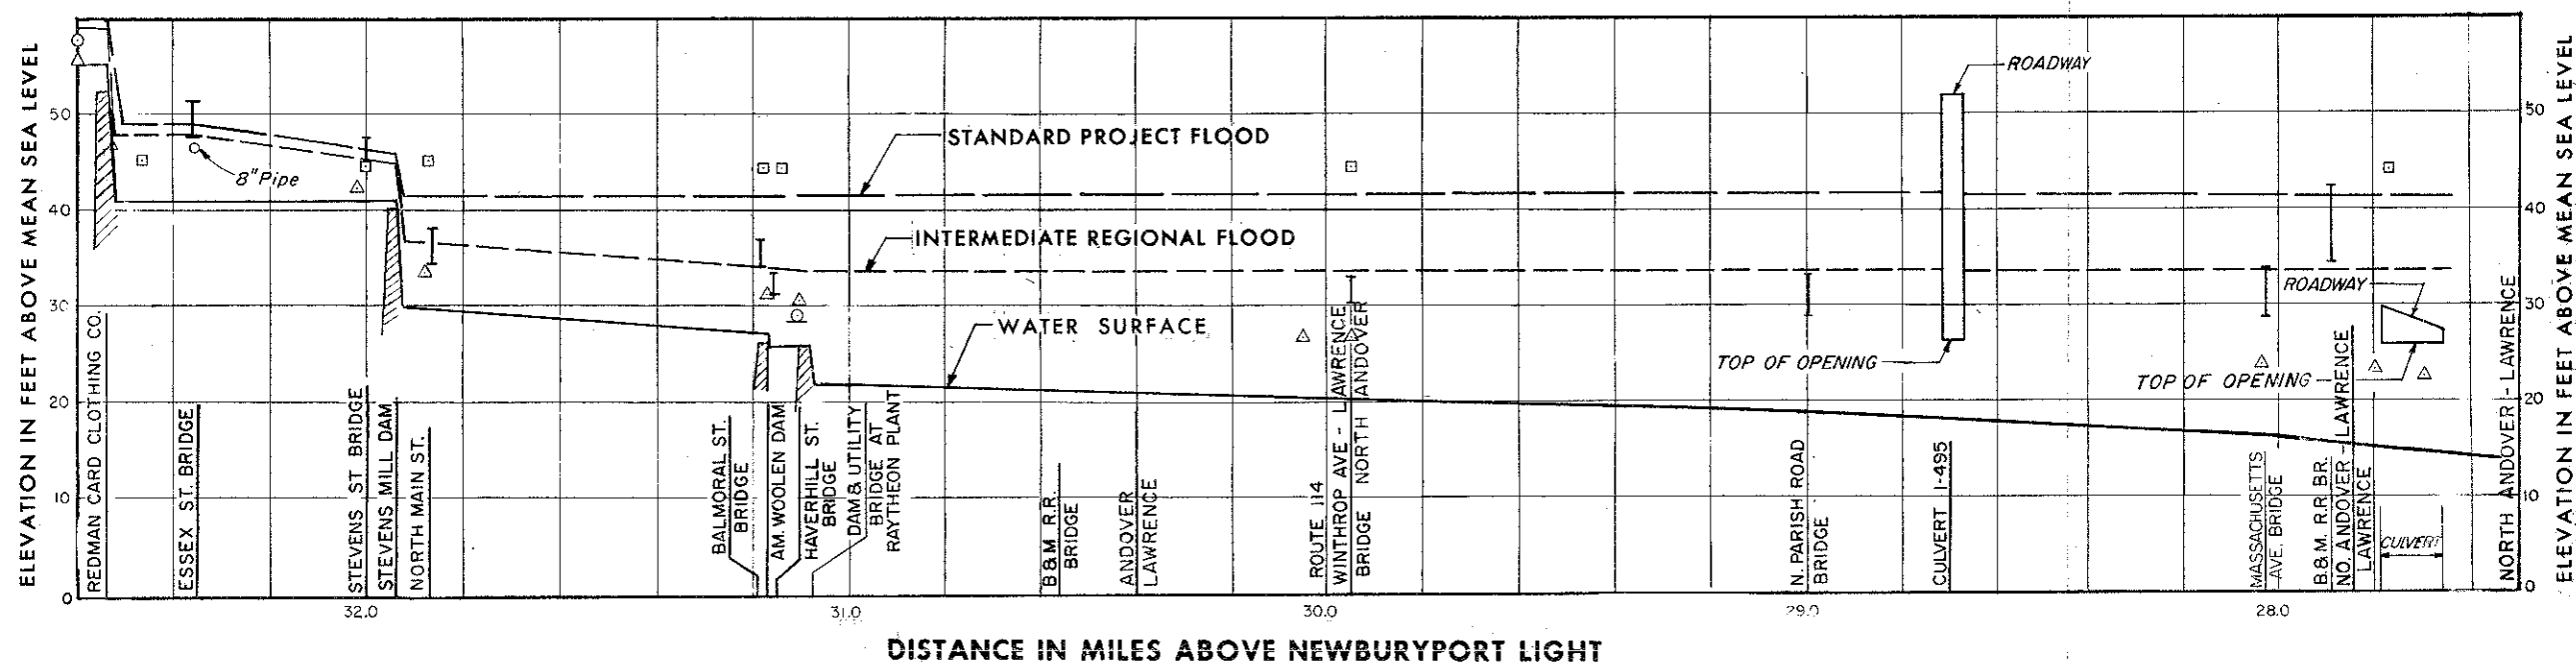 ELEVATION IN FEET ABOVE MEAN SEA LEVEL
50
40
30
20
10
0
ROADWAY
STANDARD PROJECT FLOOD
8" Pipe
INTERMEDIATE REGIONAL FLOOD
ROADWAY
WATER SURFACE
TOP OF OPENING
TOP OF OPENING
REDMAN CARD CLOTHING CO.
ESSEX ST. BRIDGE
STEVENS ST BRIDGE
STEVENS MILL DAM
NORTH MAIN ST.
BALMORAL ST.
BRIDGE
AM. WOOLEN DAM
HAVERHILL ST.
BRIDGE
DAM & UTILITY
BRIDGE AT
RAYTHEON PLANT
B&M R.R.
BRIDGE
ANDOVER
LAWRENCE
ROUTE 114
WINTHROP AVE - LAWRENCE
BRIDGE NORTH ANDOVER
N. PARISH ROAD
BRIDGE
CULVERT I-495
MASSACHUSETTS
AVE. BRIDGE
B.&M. R.R. BR.
NO. ANDOVER - LAWRENCE
LAWRENCE
CULVERT
NORTH ANDOVER - LAWRENCE
50
40
30
20
10
0
ELEVATION IN FEET ABOVE MEAN SEA LEVEL
32.0
31.0
30.0
29.0
28.0
DISTANCE IN MILES ABOVE NEWBURYPORT LIGHT